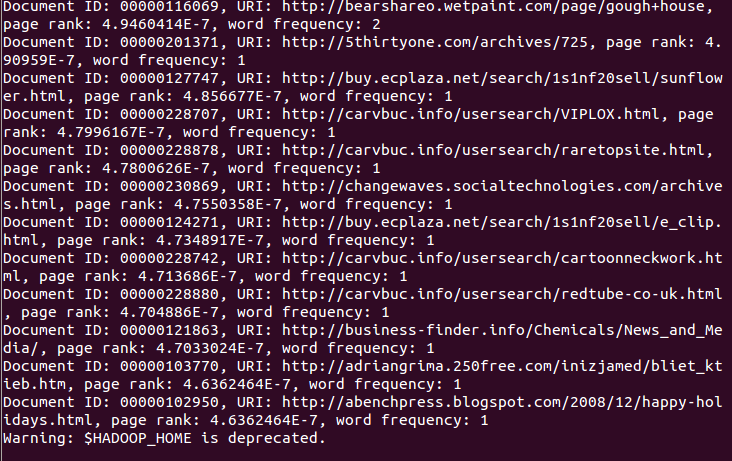 Document ID: 00000116069, URI: http://bearshareo.wetpaint.com/page/gough+house,
page rank: 4.9460414E-7, word frequency: 2
Document ID: 00000201371, URI: http://5thirtyone.com/archives/725, page rank: 4.
90959E-7, word frequency: 1
Document ID: 00000127747, URI: http://buy.ecplaza.net/search/1s1nf20sell/sunflow
er.html, page rank: 4.856677E-7, word frequency: 1
Document ID: 00000228707, URI: http://carvbuc.info/usersearch/VIPLOX.html, page
rank: 4.7996167E-7, word frequency: 1
Document ID: 00000228878, URI: http://carvbuc.info/usersearch/raretopsite.html,
page rank: 4.7800626E-7, word frequency: 1
Document ID: 00000230869, URI: http://changewaves.socialtechnologies.com/archive
s.html, page rank: 4.7550358E-7, word frequency: 1
Document ID: 00000124271, URI: http://buy.ecplaza.net/search/1s1nf20sell/e_clip.
html, page rank: 4.7348917E-7, word frequency: 1
Document ID: 00000228742, URI: http://carvbuc.info/usersearch/cartoonneckwork.ht
ml, page rank: 4.713686E-7, word frequency: 1
Document ID: 00000228880, URI: http://carvbuc.info/usersearch/redtube-co-uk.html
, page rank: 4.704886E-7, word frequency: 1
Document ID: 00000121863, URI: http://business-finder.info/Chemicals/News_and_Me
dia/, page rank: 4.7033024E-7, word frequency: 1
Document ID: 00000103770, URI: http://adriangrima.250free.com/inizjamed/bliet_kt
ieb.htm, page rank: 4.6362464E-7, word frequency: 1
Document ID: 00000102950, URI: http://abenchpress.blogspot.com/2008/12/happy-hol
idays.html, page rank: 4.6362464E-7, word frequency: 1
Warning: $HADOOP_HOME is deprecated.